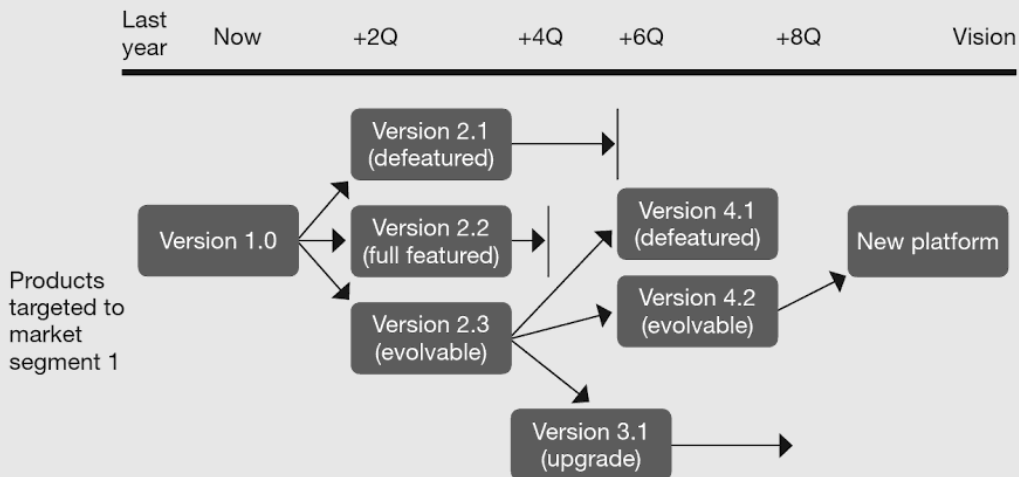 Last
year
Now
+2Q
+4Q
+6Q
+8Q
Vision
Version 2.1
(defeatured)
Version 1.0
Version 2.2
(full featured)
Version 4.1
(defeatured)
New platform
Products
targeted to
market
segment 1
Version 2.3
(evolvable)
Version 4.2
(evolvable)
Version 3.1
(upgrade)